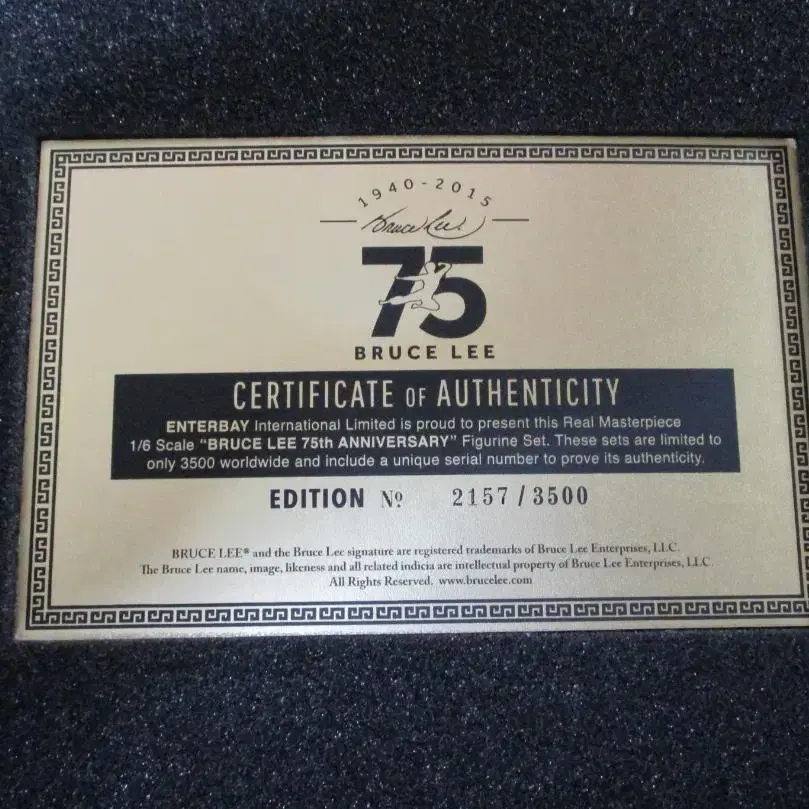 1940-2015
Bruce Lee
75
BRUCE LEE
CERTIFICATE OF AUTHENTICITY
ENTERBAY International Limited is proud to present this Real Masterpiece
1/6 Scale “BRUCE LEE 75th ANNIVERSARY” Figurine Set. These sets are limited to
only 3500 worldwide and include a unique serial number to prove its authenticity.
EDITION Nº 2157/3500
BRUCE LEE® and the Bruce Lee signature are registered trademarks of Bruce Lee Enterprises, LLC.
The Bruce Lee name, image, likeness and all related indicia are intellectual property of Bruce Lee Enterprises, LLC.
All Rights Reserved. www.brucelee.com